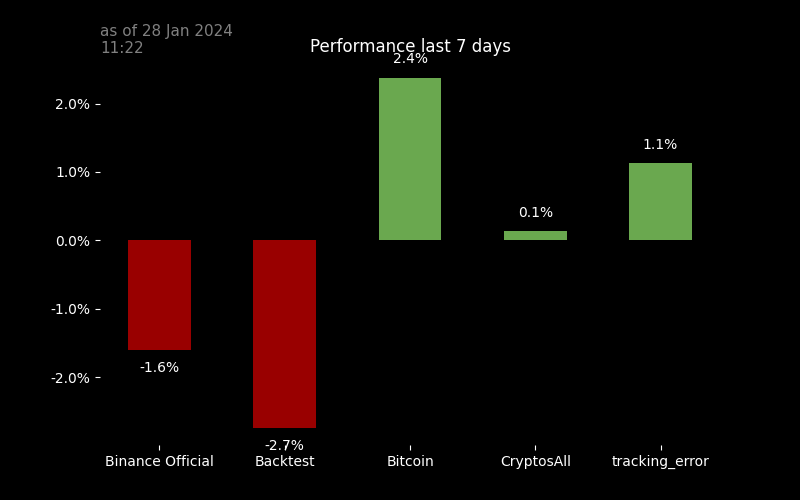 as of 28 Jan 2024
11:22
Performance last 7 days
2.4%
2.0%
1.1%
1.0%
0.1%
0.0%
-1.0%
-1.6%
-2.0%
-2.7%
Binance Official
Backtest
Bitcoin
CryptosAll
tracking_error